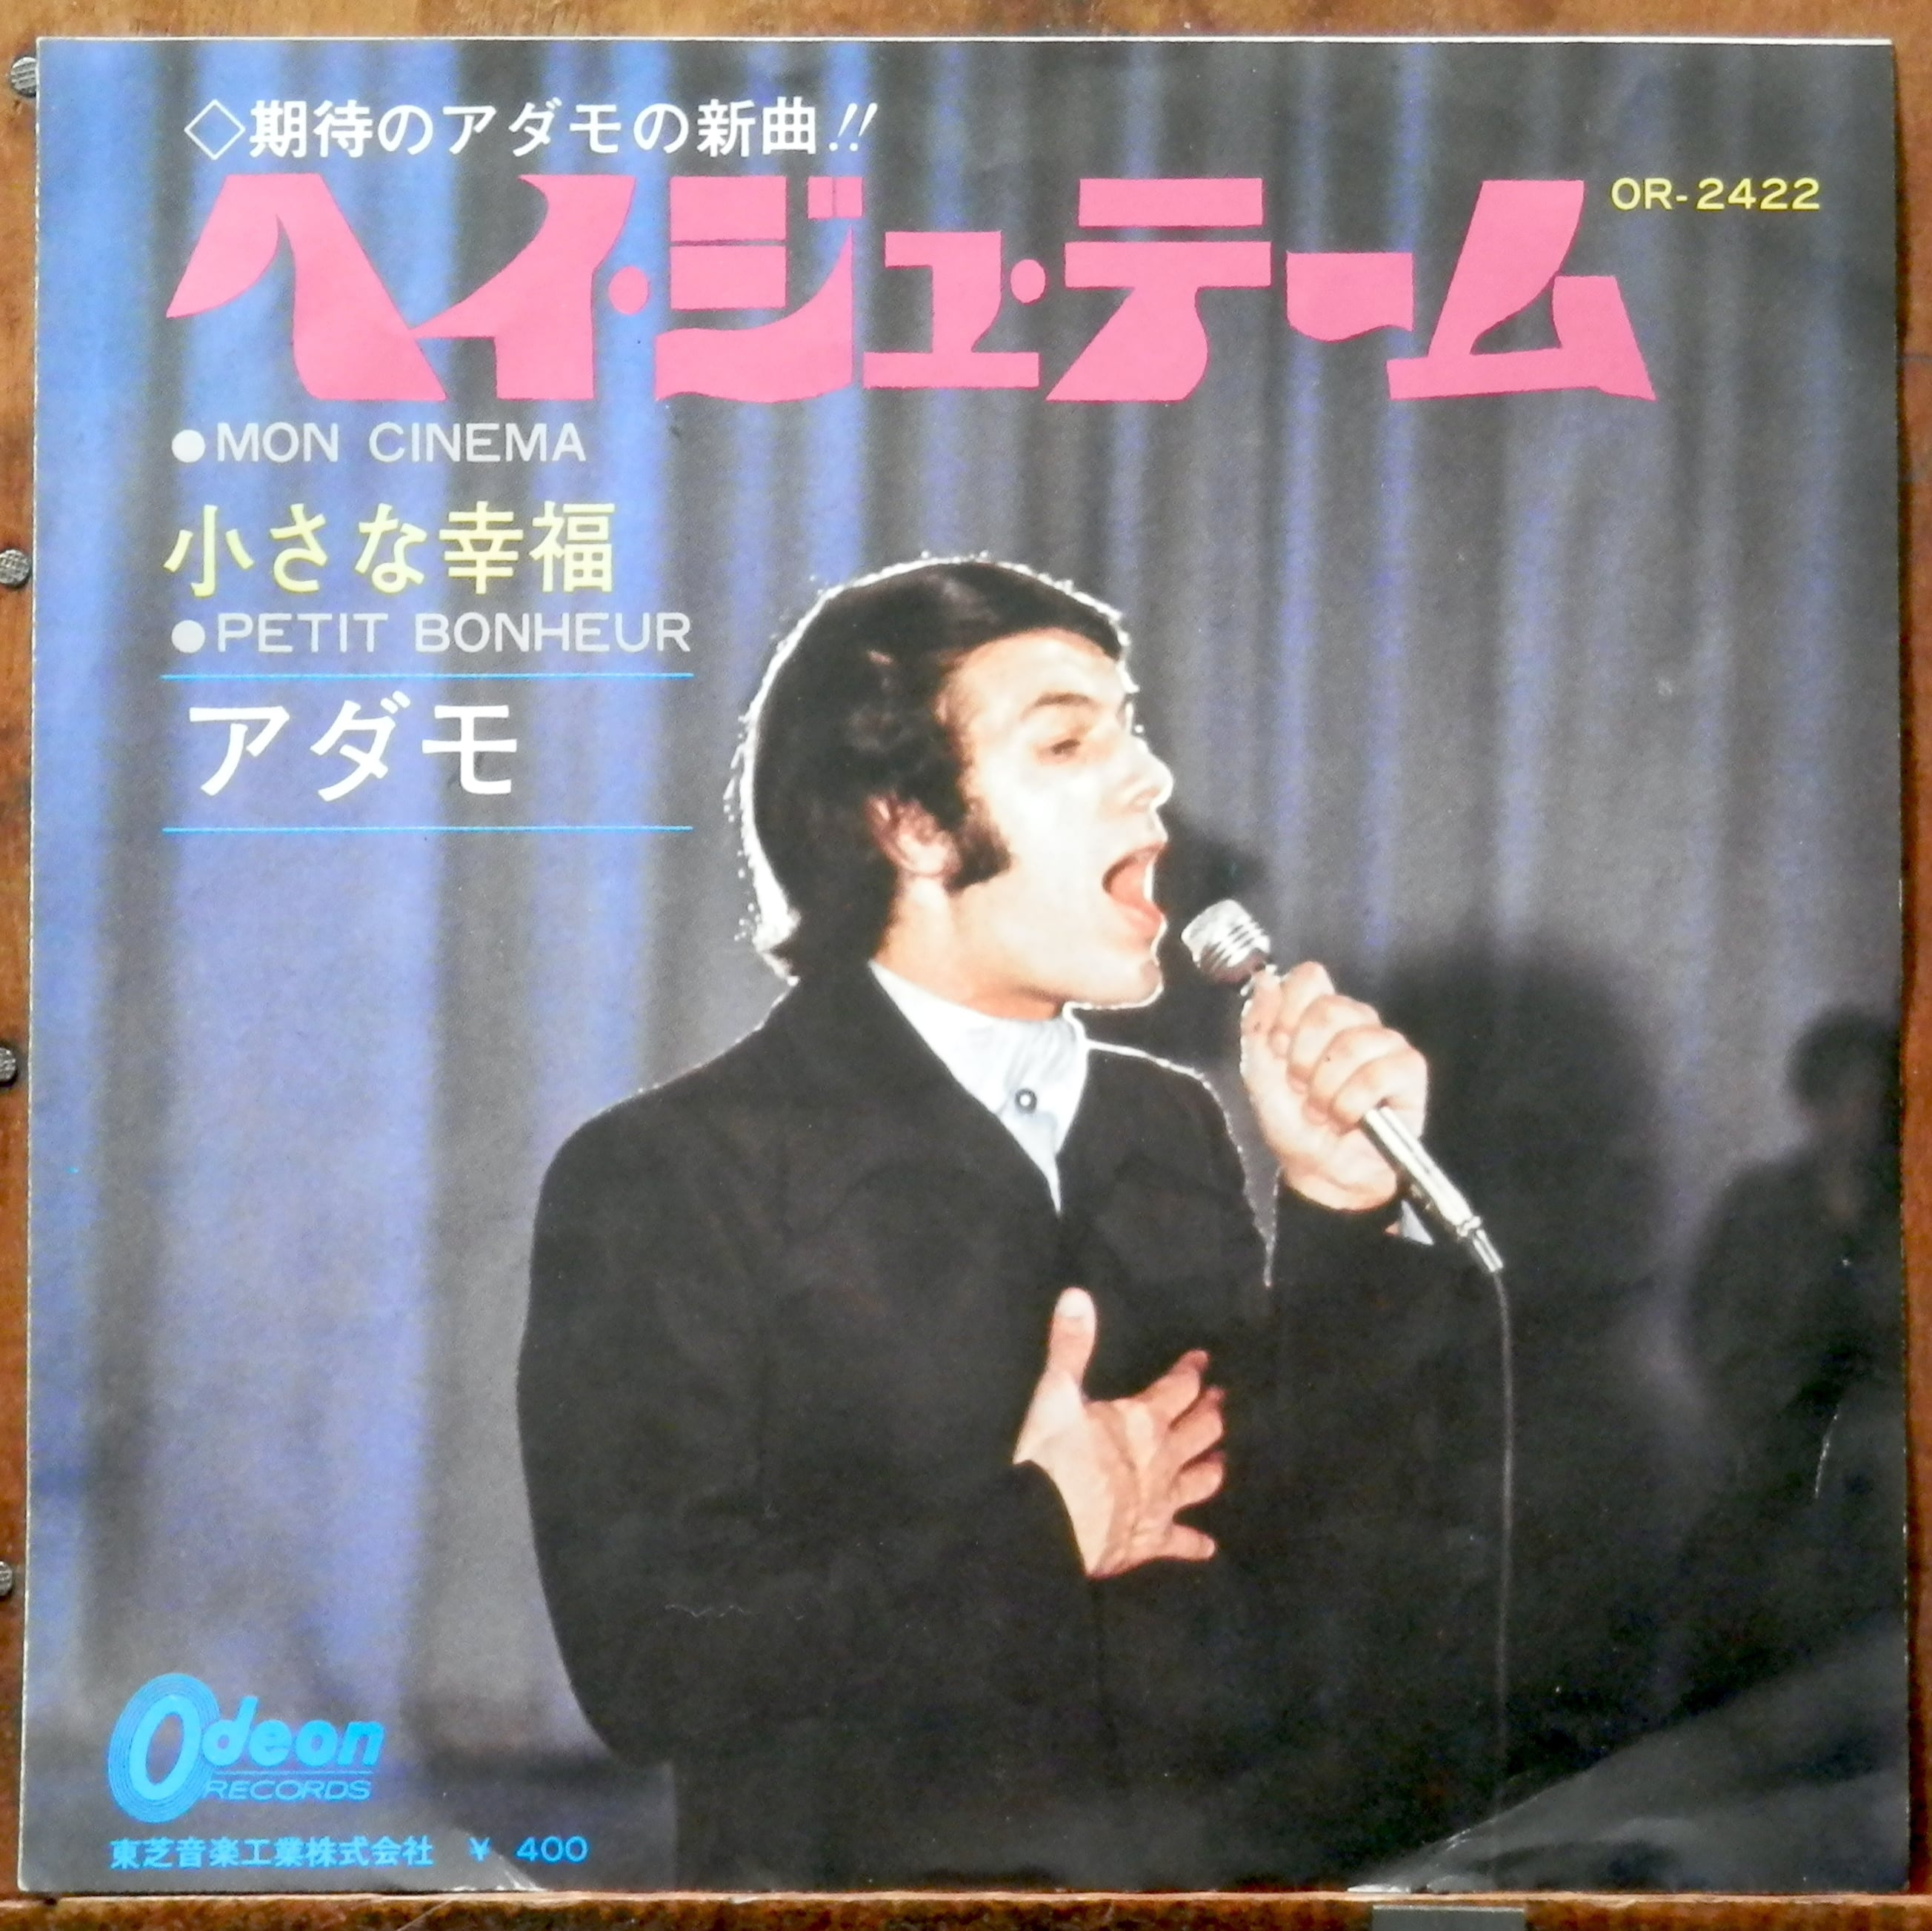 ◇期待のアダモの新曲!!
ヘイ・ジュ・テーム
OR-2422
●MON CINEMA
小さな幸福
●PETIT BONHEUR
アダモ
Odeon
RECORDS
東芝音楽工業株式会社 ¥ 400